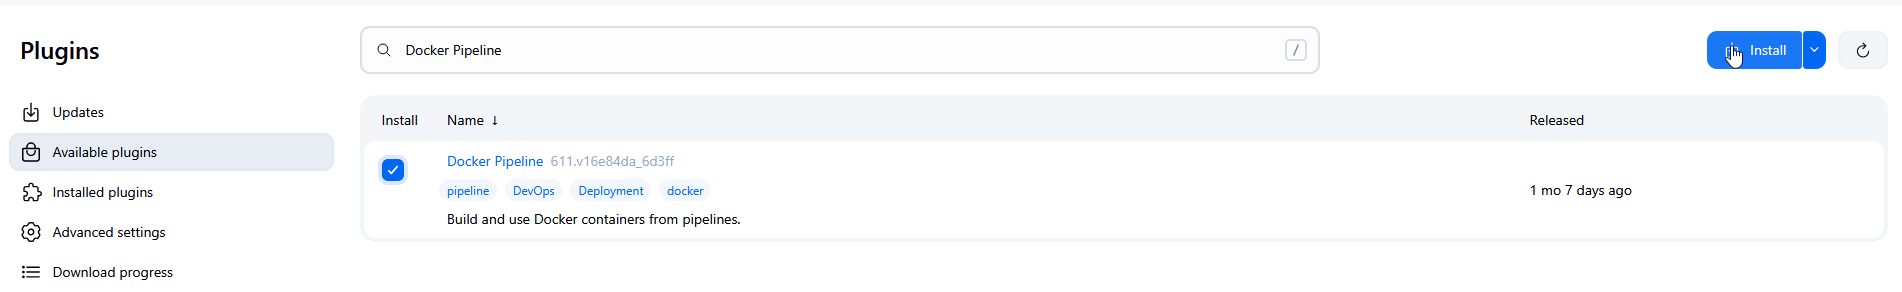 Plugins
Docker Pipeline
/
Install
Updates
Available plugins
Installed plugins
Advanced settings
Download progress
Install Name ↓ Released
Docker Pipeline 611.v16e84da_6d3ff
pipeline DevOps Deployment docker
1 mo 7 days ago
Build and use Docker containers from pipelines.